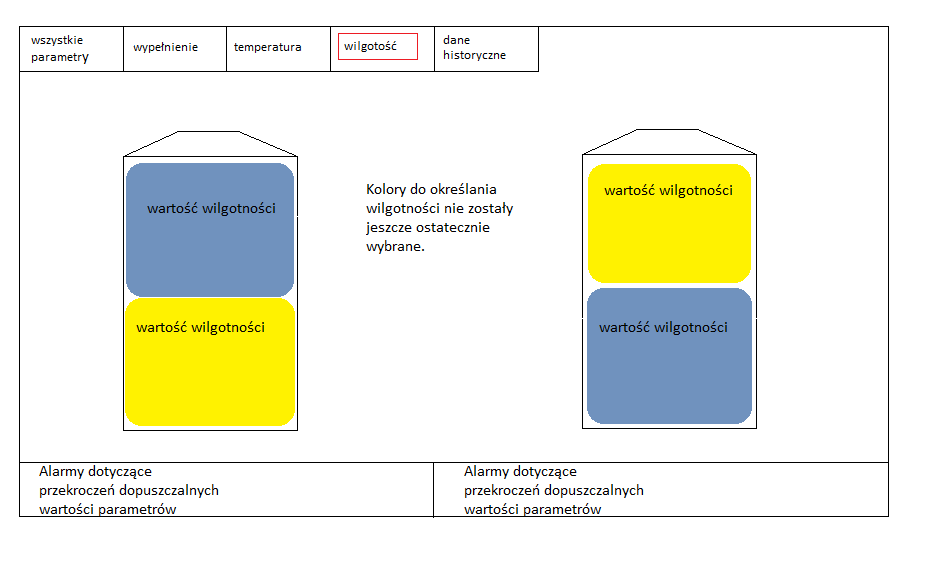 wszystkie
parametry
wypełnienie
temperatura
wilgotość
dane
historyczne
wartość wilgotności
wartość wilgotności
Kolory do określania
wilgotności nie zostały
jeszcze ostatecznie
wybrane.
wartość wilgotności
wartość wilgotności
Alarmy dotyczące
przekroczeń dopuszczalnych
wartości parametrów
Alarmy dotyczące
przekroczeń dopuszczalnych
wartości parametrów